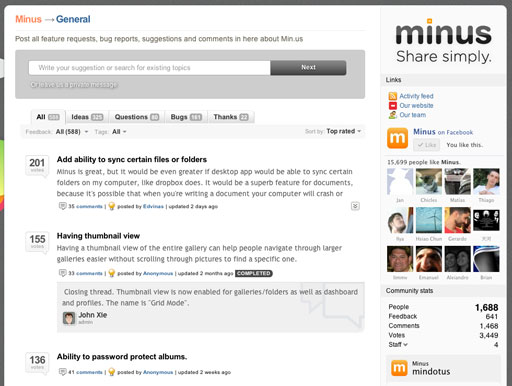 Minus → General
Post all feature requests, bug reports, suggestions and comments in here about Min.us
Write your suggestion or search for existing topics
Next
Or leave us a private message
All 588
Ideas 325
Questions 80
Bugs 161
Thanks 22
Feedback: All (588)
Tags: All
Sort by: Top rated
201
votes
Add ability to sync certain files or folders
Minus is great, but it would be even greater if desktop app would be able to sync certain
folders on my computer, like dropbox does. It would be a superb feature for documents,
because it's possible that when you're writing a document your computer will crash or
35 comments | posted by Edvinas | updated 2 days ago
155
votes
Having thumbnail view
Having a thumbnail view of the entire gallery can help people navigate through larger
galleries easier without scrolling through pictures to find a specific one.
33 comments | posted by Anonymous | updated 2 months ago COMPLETED
Closing thread. Thumbnail view is now enabled for galleries/folders as well as dashboard
and profiles. The name is "Grid Mode".
John Xie
admin
136
votes
Ability to password protect albums.
41 comments | posted by Anonymous | updated 2 weeks ago
minus
Share simply.
Links
Activity feed
Our website
Our team
m
Minus on Facebook
Like
You like this.
15,699 people like Minus.
Jan
Chirles
Matias
Thiago
Rye
Hsiao Chun
Gerardo
Simmo
Emanuel
Alejandro
Brian
Community stats
People 1,688
Feedback 641
Comments 1,468
Votes 3,449
Staff 4
m
Minus
mindotus